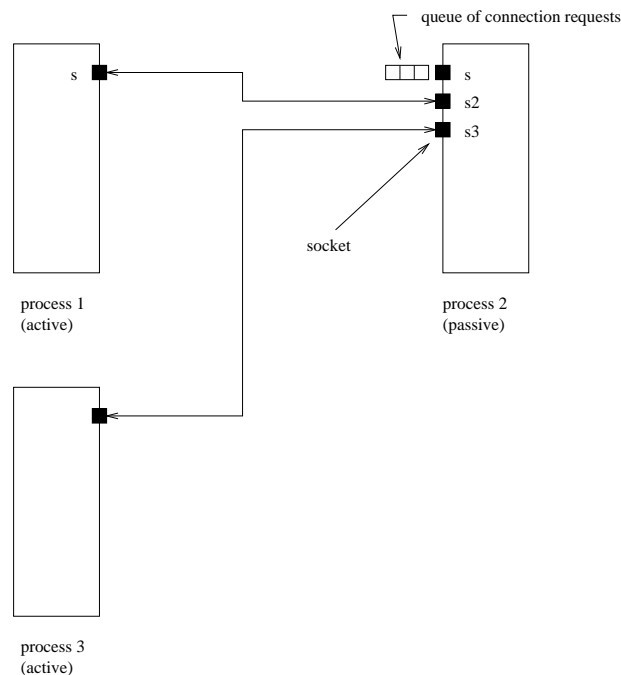 queue of connection requests
s
s
s2
s3
socket
process 1
(active)
process 2
(passive)
process 3
(active)